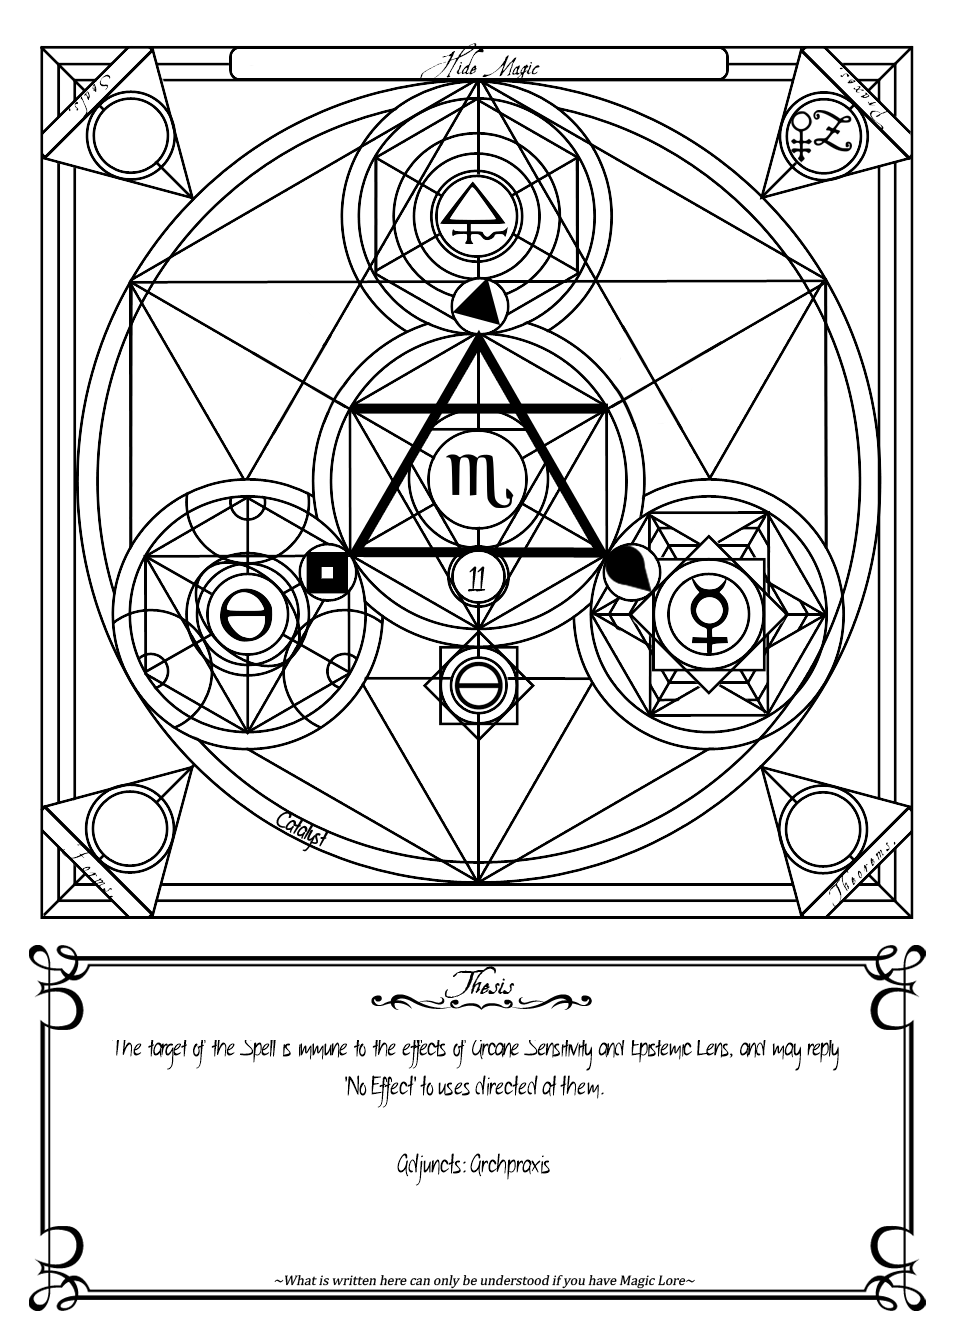 Hide Magic
Seals.
Praxes.
11
Catalyst
Forms.
Theorems.
Thesis
The target of the Spell is immune to the effects of Arcane Sensitivity and Epistemic Lens, and may reply
'No Effect' to uses directed at them.
Adjuncts: Archpraxis
~What is written here can only be understood if you have Magic Lore~